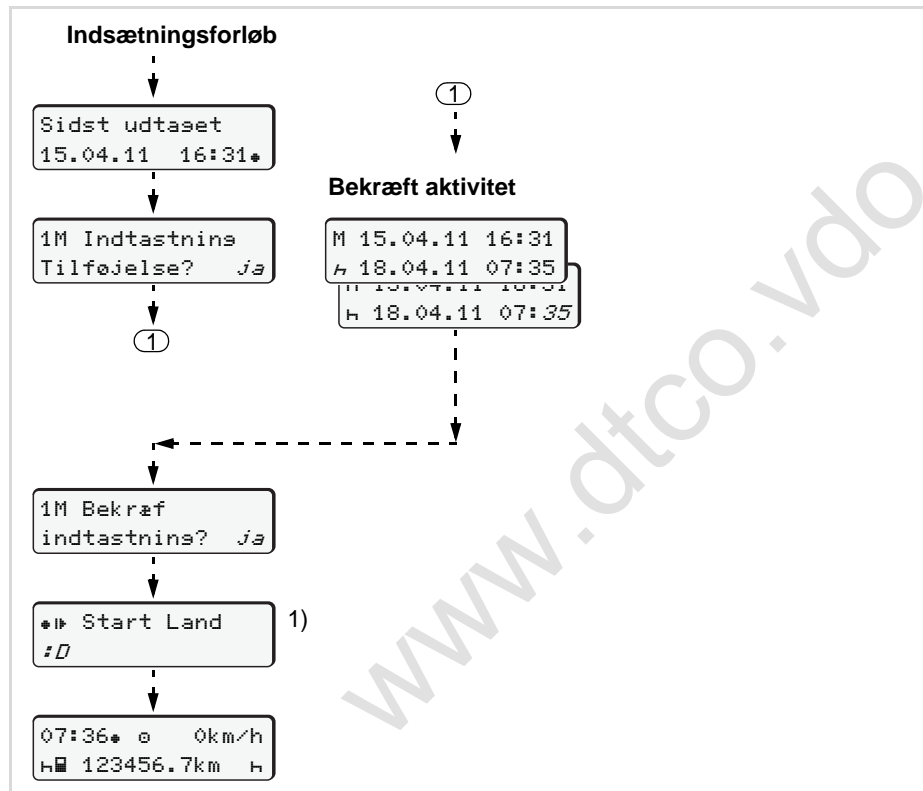 Indsætningsforløb
Sidst udtaget
15.04.11 16:31
1M Indtastning
Tilføjelse? ja
1
1
Bekræft aktivitet
M 15.04.11 16:31
18.04.11 07:35
18.04.11 07:35
1M Bekræf
indtastning? ja
Start Land
:D
1)
07:36 0km/h
123456.7km
www.dtco.vdo